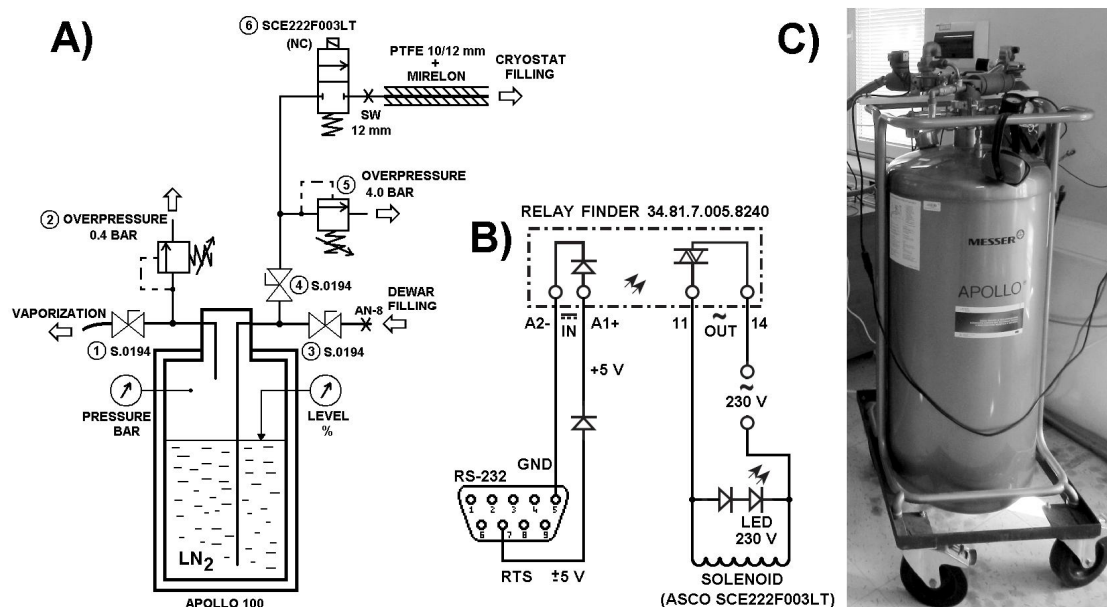 A)
⑥ SCE222F003LT
(NC)
PTFE 10/12 mm
+
MIRELON
CRYOSTAT
FILLING
SW
12 mm
⑤ OVERPRESSURE
4.0 BAR
② OVERPRESSURE
0.4 BAR
④ S.0194
VAPORIZATION
① S.0194
③ S.0194
AN-8
DEWAR
FILLING
PRESSURE
BAR
LEVEL
%
LN2
APOLLO 100
B)
RELAY FINDER 34.81.7.005.8240
A2-
IN
A1+
11
~
OUT
14
+5 V
~
230 V
GND
RS-232
1 2 3 4 5
6 7 8 9
RTS
±5 V
LED
230 V
SOLENOID
(ASCO SCE222F003LT)
C)
MESSER
APOLLO